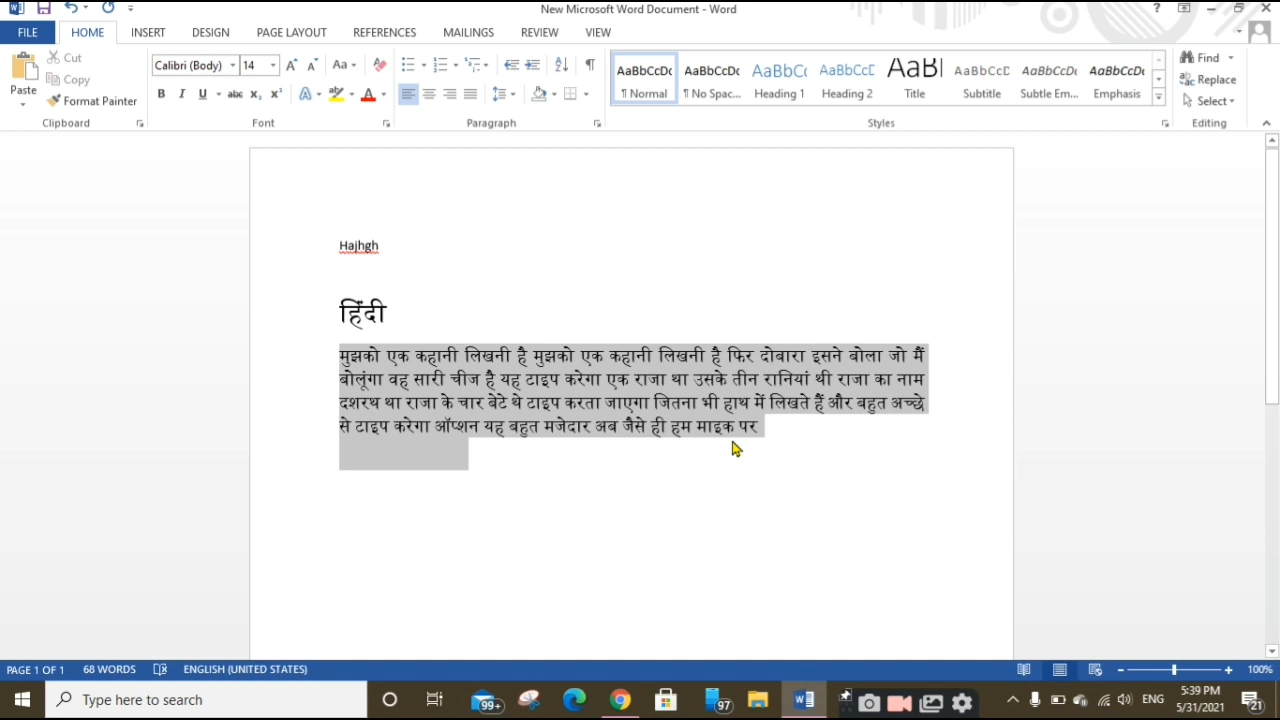 New Microsoft Word Document - Word
FILE HOME INSERT DESIGN PAGE LAYOUT REFERENCES MAILINGS REVIEW VIEW
Paste
Cut
Copy
Format Painter
Clipboard
Calibri (Body) 14
Font
Paragraph
AaBbCcDc AaBbCcDc AaBbCc AaBbCcD AaBb AaBbCcD AaBbCcDc AaBbCcDc
¶ Normal ¶ No Spac... Heading 1 Heading 2 Title Subtitle Subtle Em... Emphasis
Styles
Find
Replace
Select
Editing
Hajhgh
हिंदी
मुझको एक कहानी लिखनी है मुझको एक कहानी लिखनी है फिर दोबारा इसने बोला जो मैं
बोलूंगा वह सारी चीज है यह टाइप करेगा एक राजा था उसके तीन रानियां थी राजा का नाम
दशरथ था राजा के चार बेटे थे टाइप करता जाएगा जितना भी हाथ में लिखते हैं और बहुत अच्छे
से टाइप करेगा ऑप्शन यह बहुत मजेदार अब जैसे ही हम माइक पर
PAGE 1 OF 1 68 WORDS ENGLISH (UNITED STATES) 100%
Type here to search
99+
97
ENG
5:39 PM
5/31/2021
21